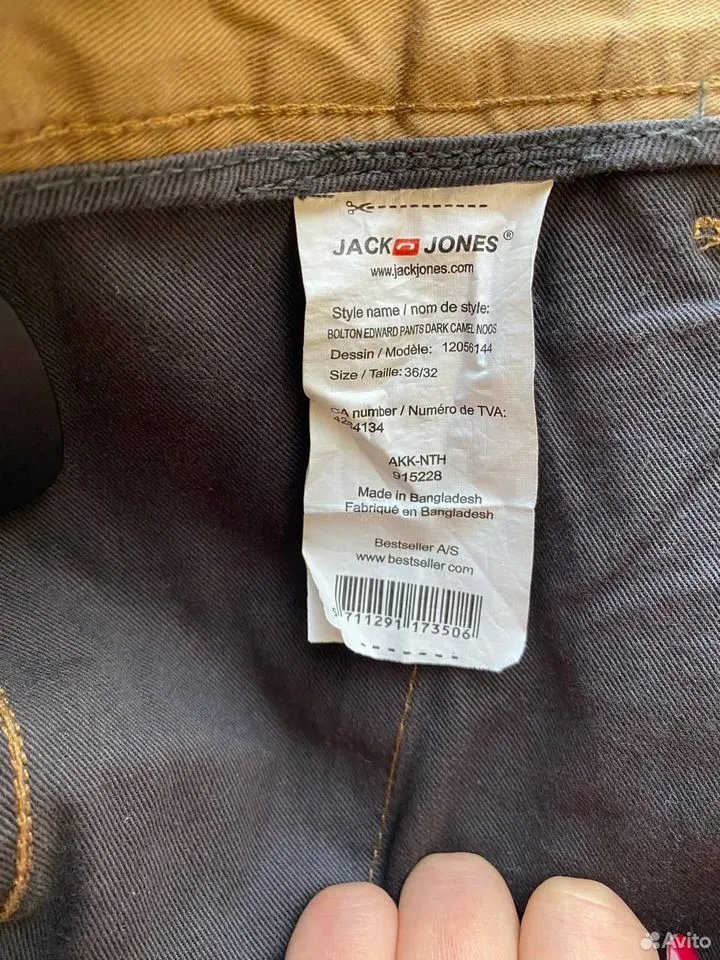 JACK JONES®
www.jackjones.com
Style name / nom de style:
BOLTON EDWARD PANTS DARK CAMEL NOOS
Dessin / Modèle: 12056144
Size / Taille: 36/32
CA number / Numéro de TVA:
4284134
AKK-NTH
915228
Made in Bangladesh
Fabriqué en Bangladesh
Bestseller A/S
www.bestseller.com
5 711291 173506
Avito